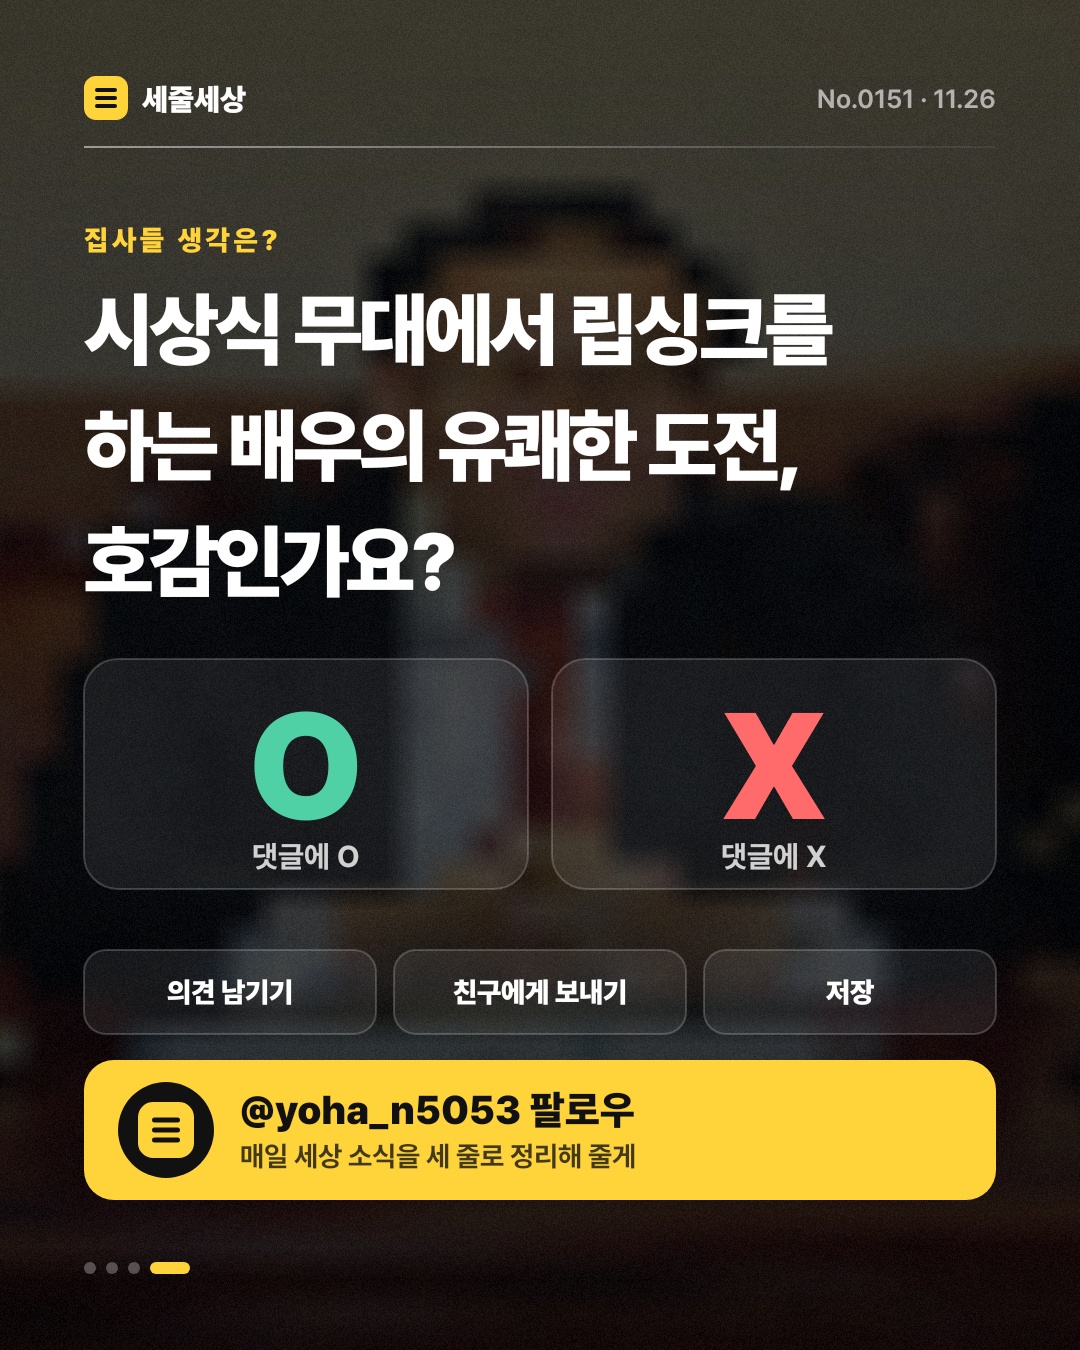 세줄세상
No.0151 · 11.26
집사들 생각은?
시상식 무대에서 립싱크를
하는 배우의 유쾌한 도전,
호감인가요?
O
댓글에 O
X
댓글에 X
의견 남기기
친구에게 보내기
저장
@yoha_n5053 팔로우
매일 세상 소식을 세 줄로 정리해 줄게